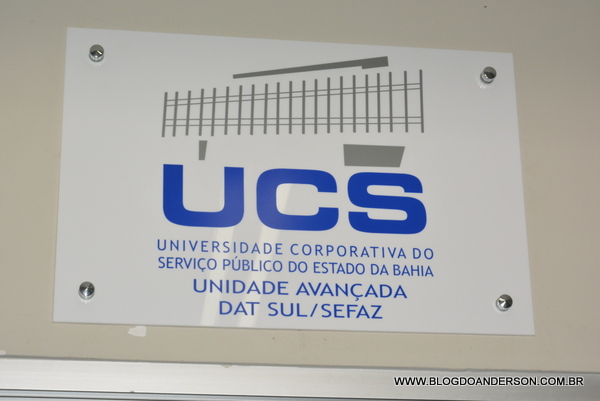 UCS
UNIVERSIDADE CORPORATIVA DO
SERVIÇO PÚBLICO DO ESTADO DA BAHIA
UNIDADE AVANÇADA
DAT SUL/SEFAZ
WWW.BLOGDOANDERSON.COM.BR